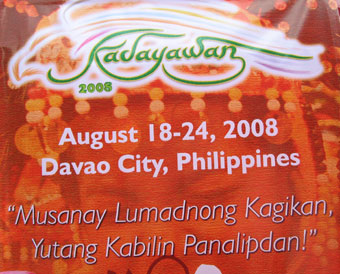 Kadayawan
2008
August 18-24, 2008
Davao City, Philippines
"Musanay Lumadnong Kagikan,
Yutang Kabilin Panalipdan!"